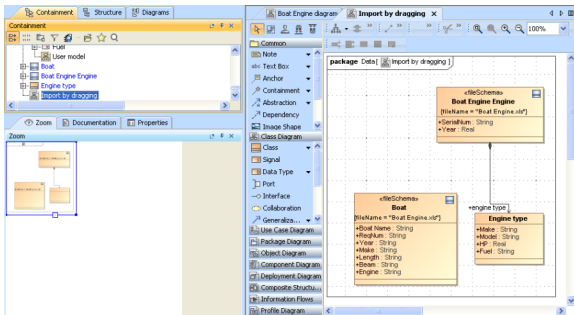 Containment
Structure
Diagrams
Containment
Fuel
User model
Boat
Boat Engine Engine
Engine type
Import by dragging
Zoom
Documentation
Properties
Zoom
Boat Engine diagram
Import by dragging
100%
Common
Note
Text Box
Anchor
Containment
Abstraction
Dependency
Image Shape
Class Diagram
Class
Signal
Data Type
Port
Interface
Collaboration
Generaliza...
Use Case Diagram
Package Diagram
Object Diagram
Component Diagram
Deployment Diagram
Composite Structu...
Information Flows
Profile Diagram
package Data[ Import by dragging ]
«fileSchema»
Boat Engine Engine
{fileName = "Boat Engine.xls"}
+SerialNum : String
+Year : Real
+engine type
«fileSchema»
Boat
{fileName = "Boat Engine.xls"}
+Boat Name : String
+RegNum : String
+Year : String
+Make : String
+Length : String
+Beam : String
+Engine : String
Engine type
+Make : String
+Model : String
+HP : Real
+Fuel : String